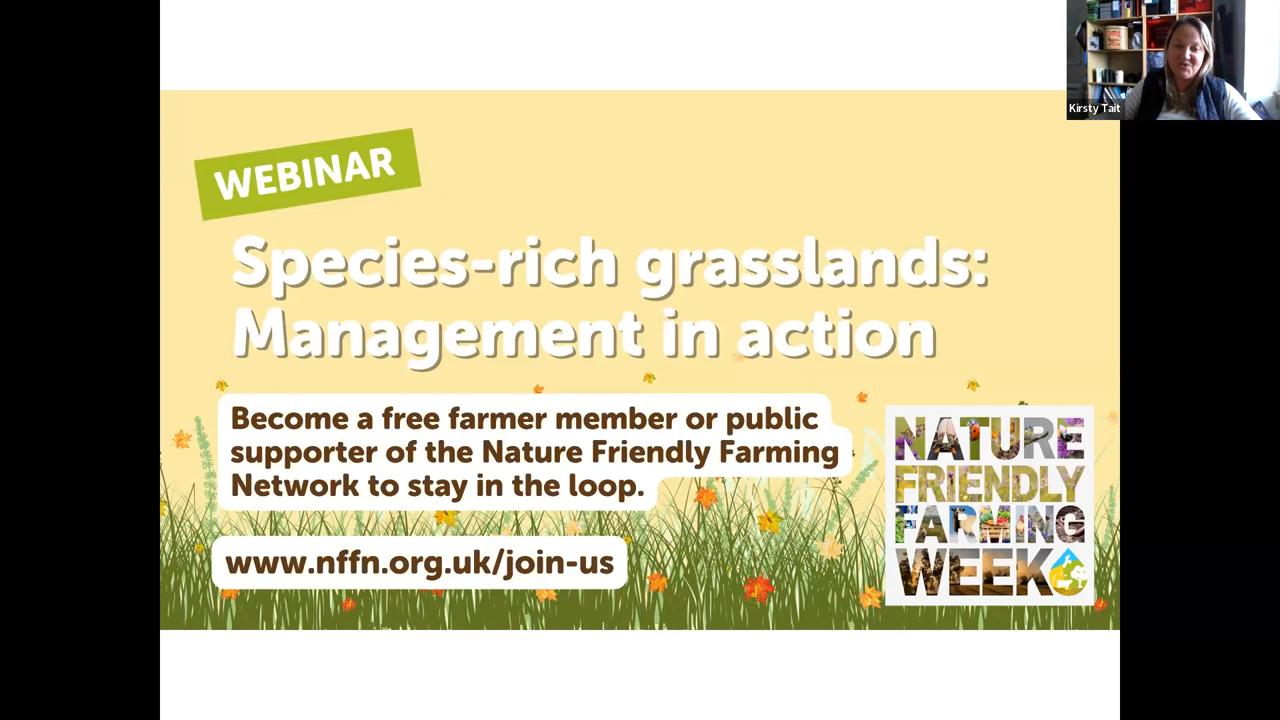 Kirsty Tait
WEBINAR
Species-rich grasslands:
Management in action
Become a free farmer member or public
supporter of the Nature Friendly Farming
Network to stay in the loop.
www.nffn.org.uk/join-us
NATURE
FRIENDLY
FARMING
WEEK